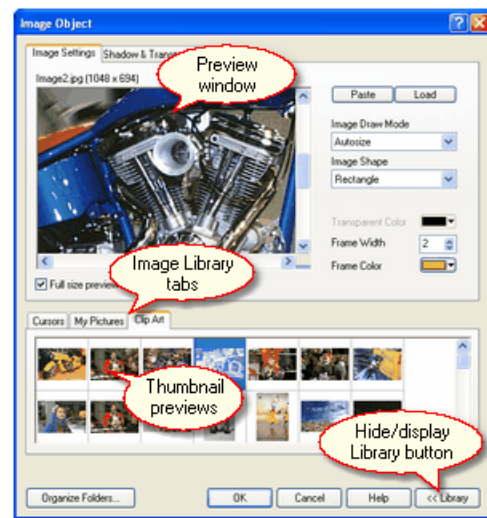 Image Object
Image Settings
Shadow & Trans
Preview
window
Image2.jpg (1048 x 694)
Paste
Load
Image Draw Mode
Autosize
Image Shape
Rectangle
Transparent Color
Frame Width
2
Frame Color
Image Library
tabs
Full size preview
Cursors
My Pictures
Clip Art
Thumbnail
previews
Hide/display
Library button
Organize Folders...
OK
Cancel
Help
<< Library